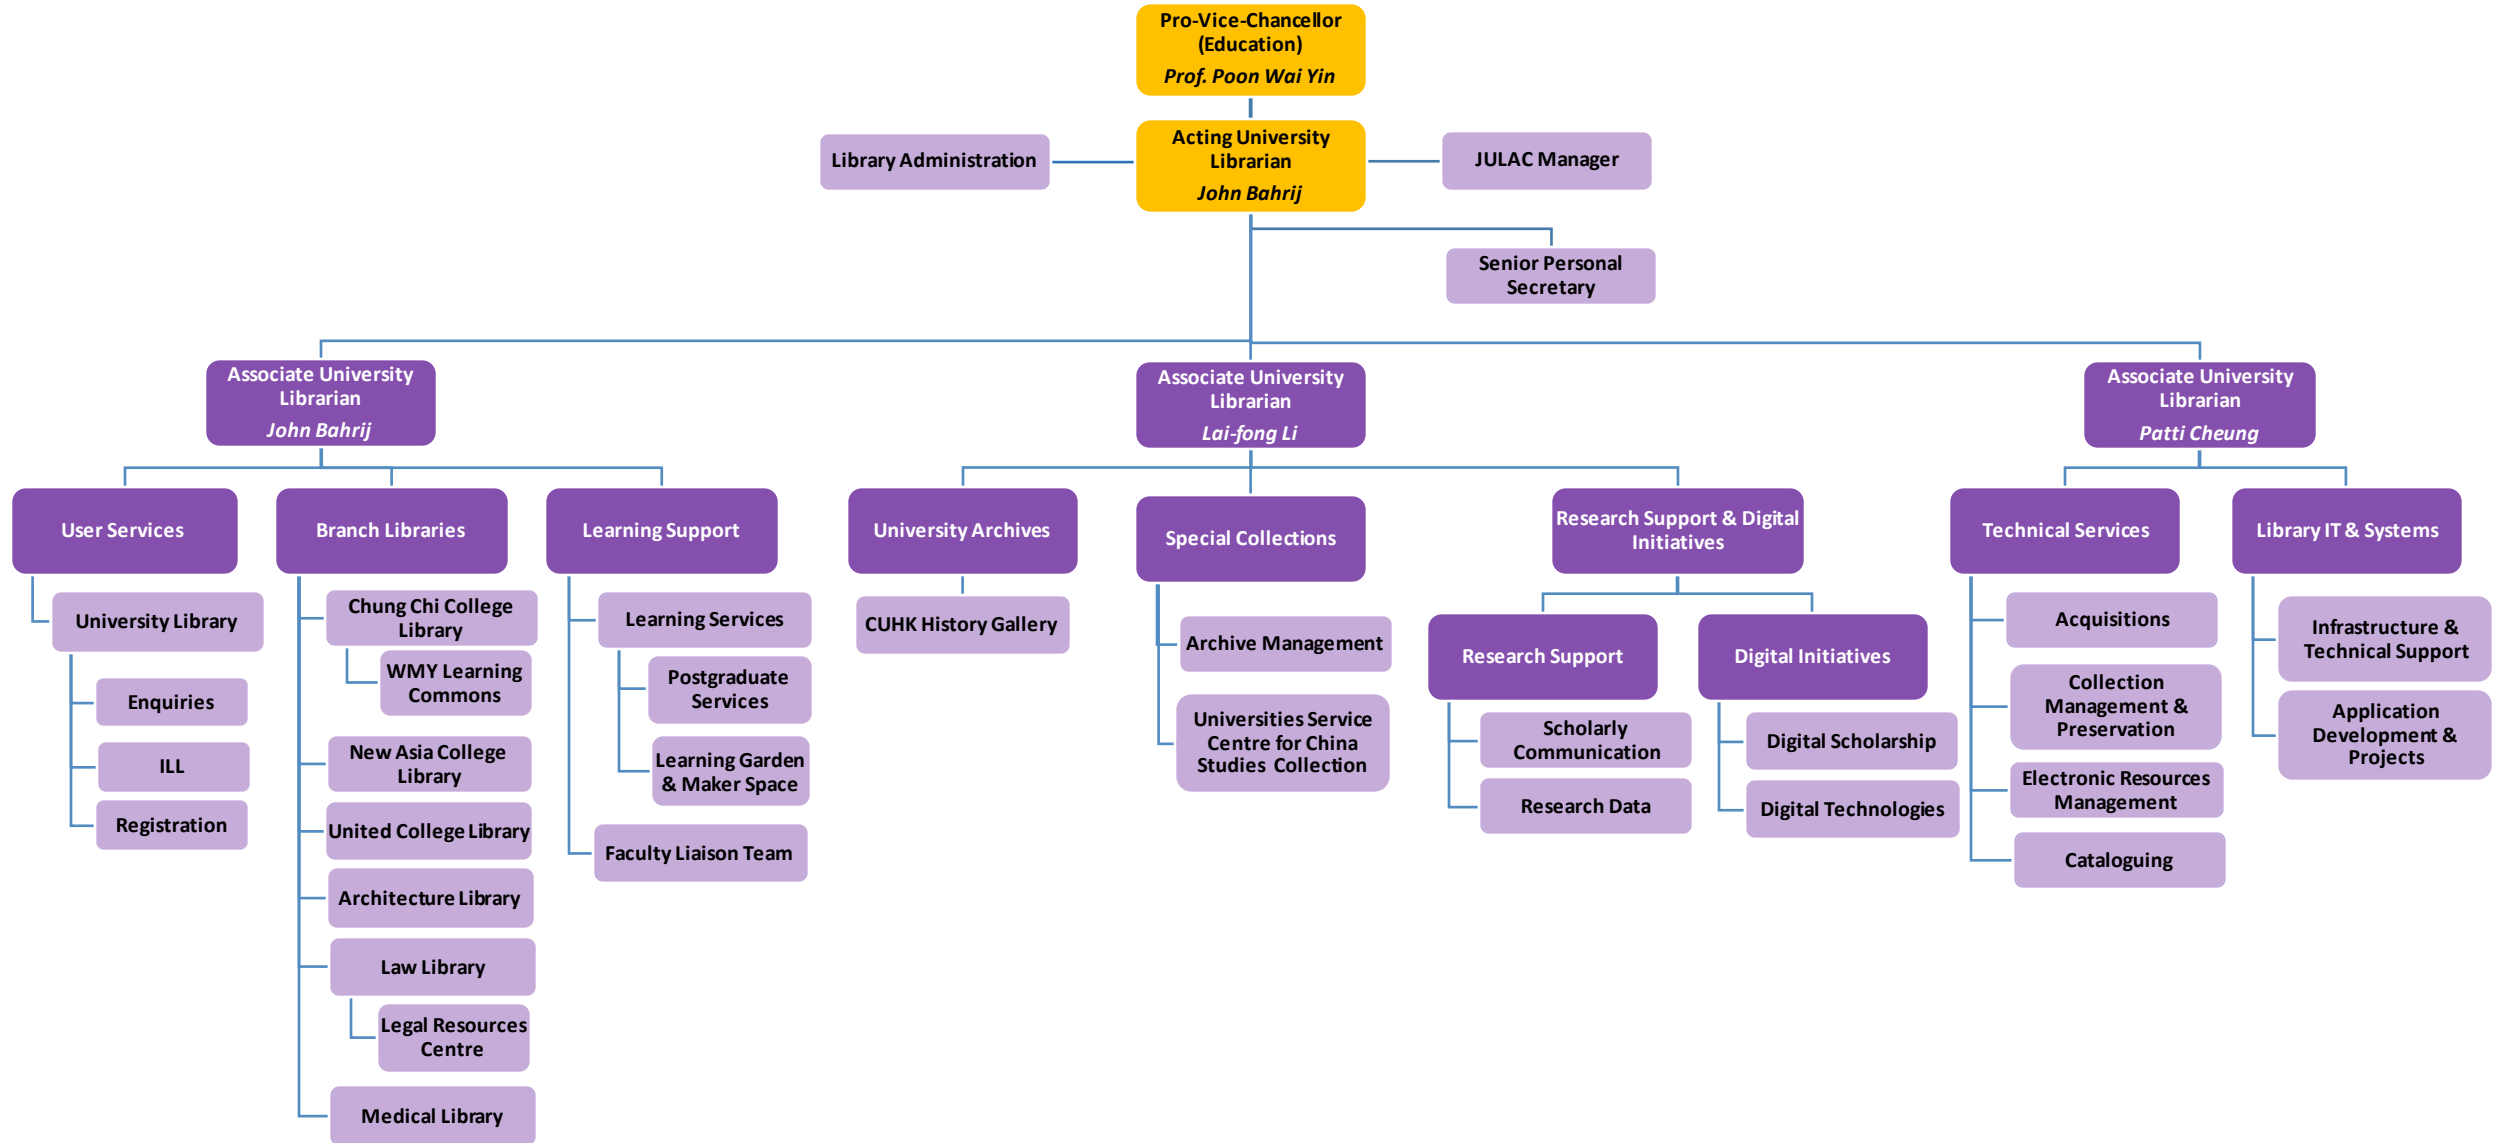 Pro-Vice-Chancellor
(Education)
Prof. Poon Wai Yin
Library Administration
Acting University
Librarian
John Bahrij
JULAC Manager
Senior Personal
Secretary
Associate University
Librarian
John Bahrij
Associate University
Librarian
Lai-fong Li
Associate University
Librarian
Patti Cheung
User Services
Branch Libraries
Learning Support
University Archives
Special Collections
Research Support & Digital
Initiatives
Technical Services
Library IT & Systems
University Library
Enquiries
ILL
Registration
Chung Chi College
Library
WMY Learning
Commons
New Asia College
Library
United College Library
Architecture Library
Law Library
Legal Resources
Centre
Medical Library
Learning Services
Postgraduate
Services
Learning Garden
& Maker Space
Faculty Liaison Team
CUHK History Gallery
Archive Management
Universities Service
Centre for China
Studies Collection
Research Support
Scholarly
Communication
Research Data
Digital Initiatives
Digital Scholarship
Digital Technologies
Acquisitions
Collection
Management &
Preservation
Electronic Resources
Management
Cataloguing
Infrastructure &
Technical Support
Application
Development &
Projects